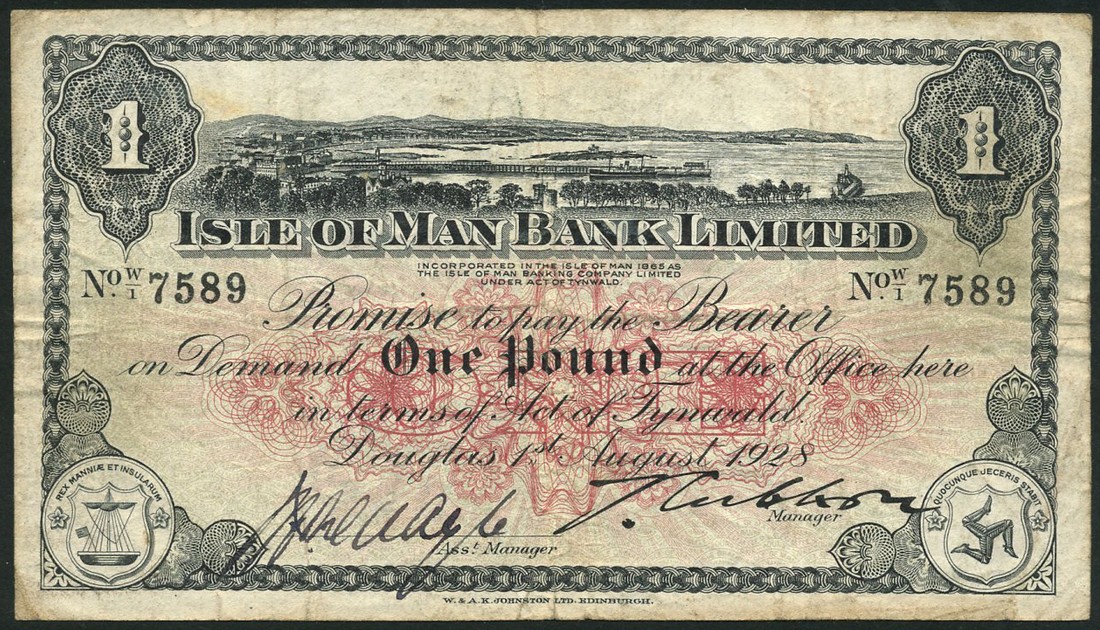 1 1
ISLE OF MAN BANK LIMITED
INCORPORATED IN THE ISLE OF MAN 1865 AS
THE ISLE OF MAN BANKING COMPANY LIMITED
UNDER ACT OF TYNWALD.
No. W/1 7589 No. W/1 7589
Promise to pay the Bearer
on Demand One Pound at the Office here
in terms of Act of Tynwald.
Douglas 1st August 1928
Manager
Asst. Manager
REX MANNIÆ ET INSULARUM
QUOCUNQUE JECERIS STABIT
W. & A.K. JOHNSTON LTD. EDINBURGH.